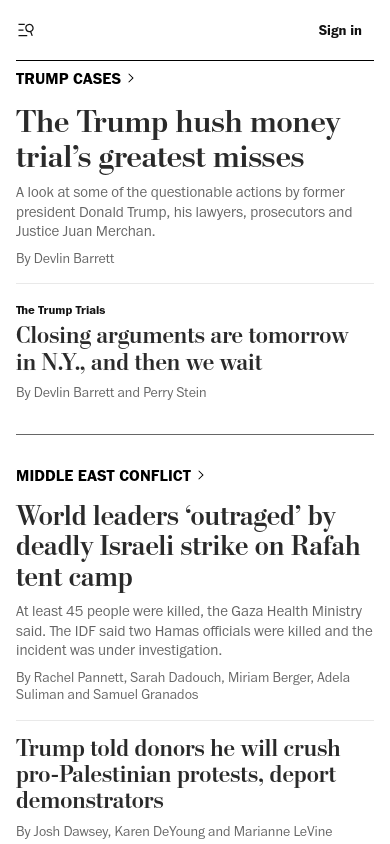 Sign in
TRUMP CASES
The Trump hush money
trial’s greatest misses
A look at some of the questionable actions by former
president Donald Trump, his lawyers, prosecutors and
Justice Juan Merchan.
By Devlin Barrett
The Trump Trials
Closing arguments are tomorrow
in N.Y., and then we wait
By Devlin Barrett and Perry Stein
MIDDLE EAST CONFLICT
World leaders ‘outraged’ by
deadly Israeli strike on Rafah
tent camp
At least 45 people were killed, the Gaza Health Ministry
said. The IDF said two Hamas officials were killed and the
incident was under investigation.
By Rachel Pannett, Sarah Dadouch, Miriam Berger, Adela
Suliman and Samuel Granados
Trump told donors he will crush
pro-Palestinian protests, deport
demonstrators
By Josh Dawsey, Karen DeYoung and Marianne LeVine